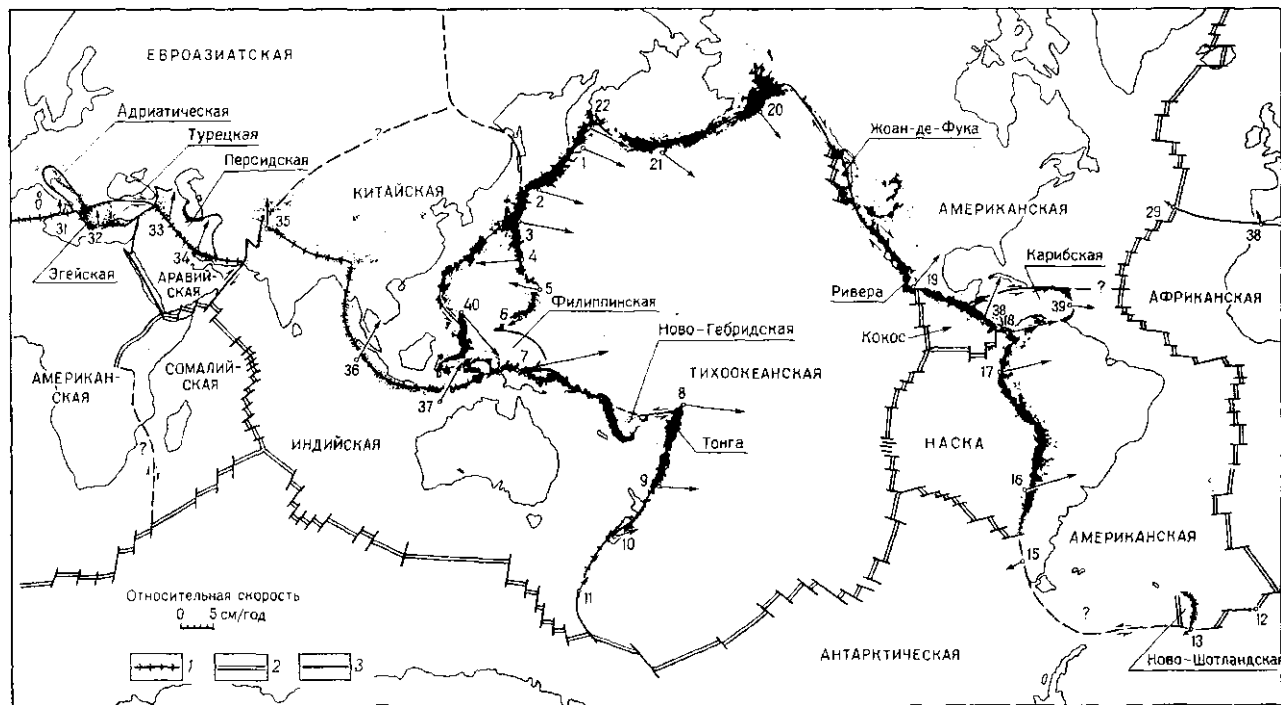 ЕВРОАЗИАТСКАЯ
Адриатическая
Турецкая
Персидская
КИТАЙСКАЯ
Эгейская
АРАВИЙ-
СКАЯ
СОМАЛИЙ-
СКАЯ
АМЕРИКАН-
СКАЯ
ИНДИЙСКАЯ
Филиппинская
Ново-Гебридская
ТИХООКЕАНСКАЯ
Тонга
Жоан-де-Фука
АМЕРИКАНСКАЯ
Карибская
Ривера
Кокос
АФРИКАНСКАЯ
НАСКА
АМЕРИКАНСКАЯ
АНТАРКТИЧЕСКАЯ
Ново-Шотландская
31
32
33
34
35
36
37
40
22
1
2
3
4
5
6
7
8
9
10
11
20
21
19
38
18
39
17
16
15
13
12
29
38
?
?
?
?
Относительная скорость
0 5 см/год
1
2
3